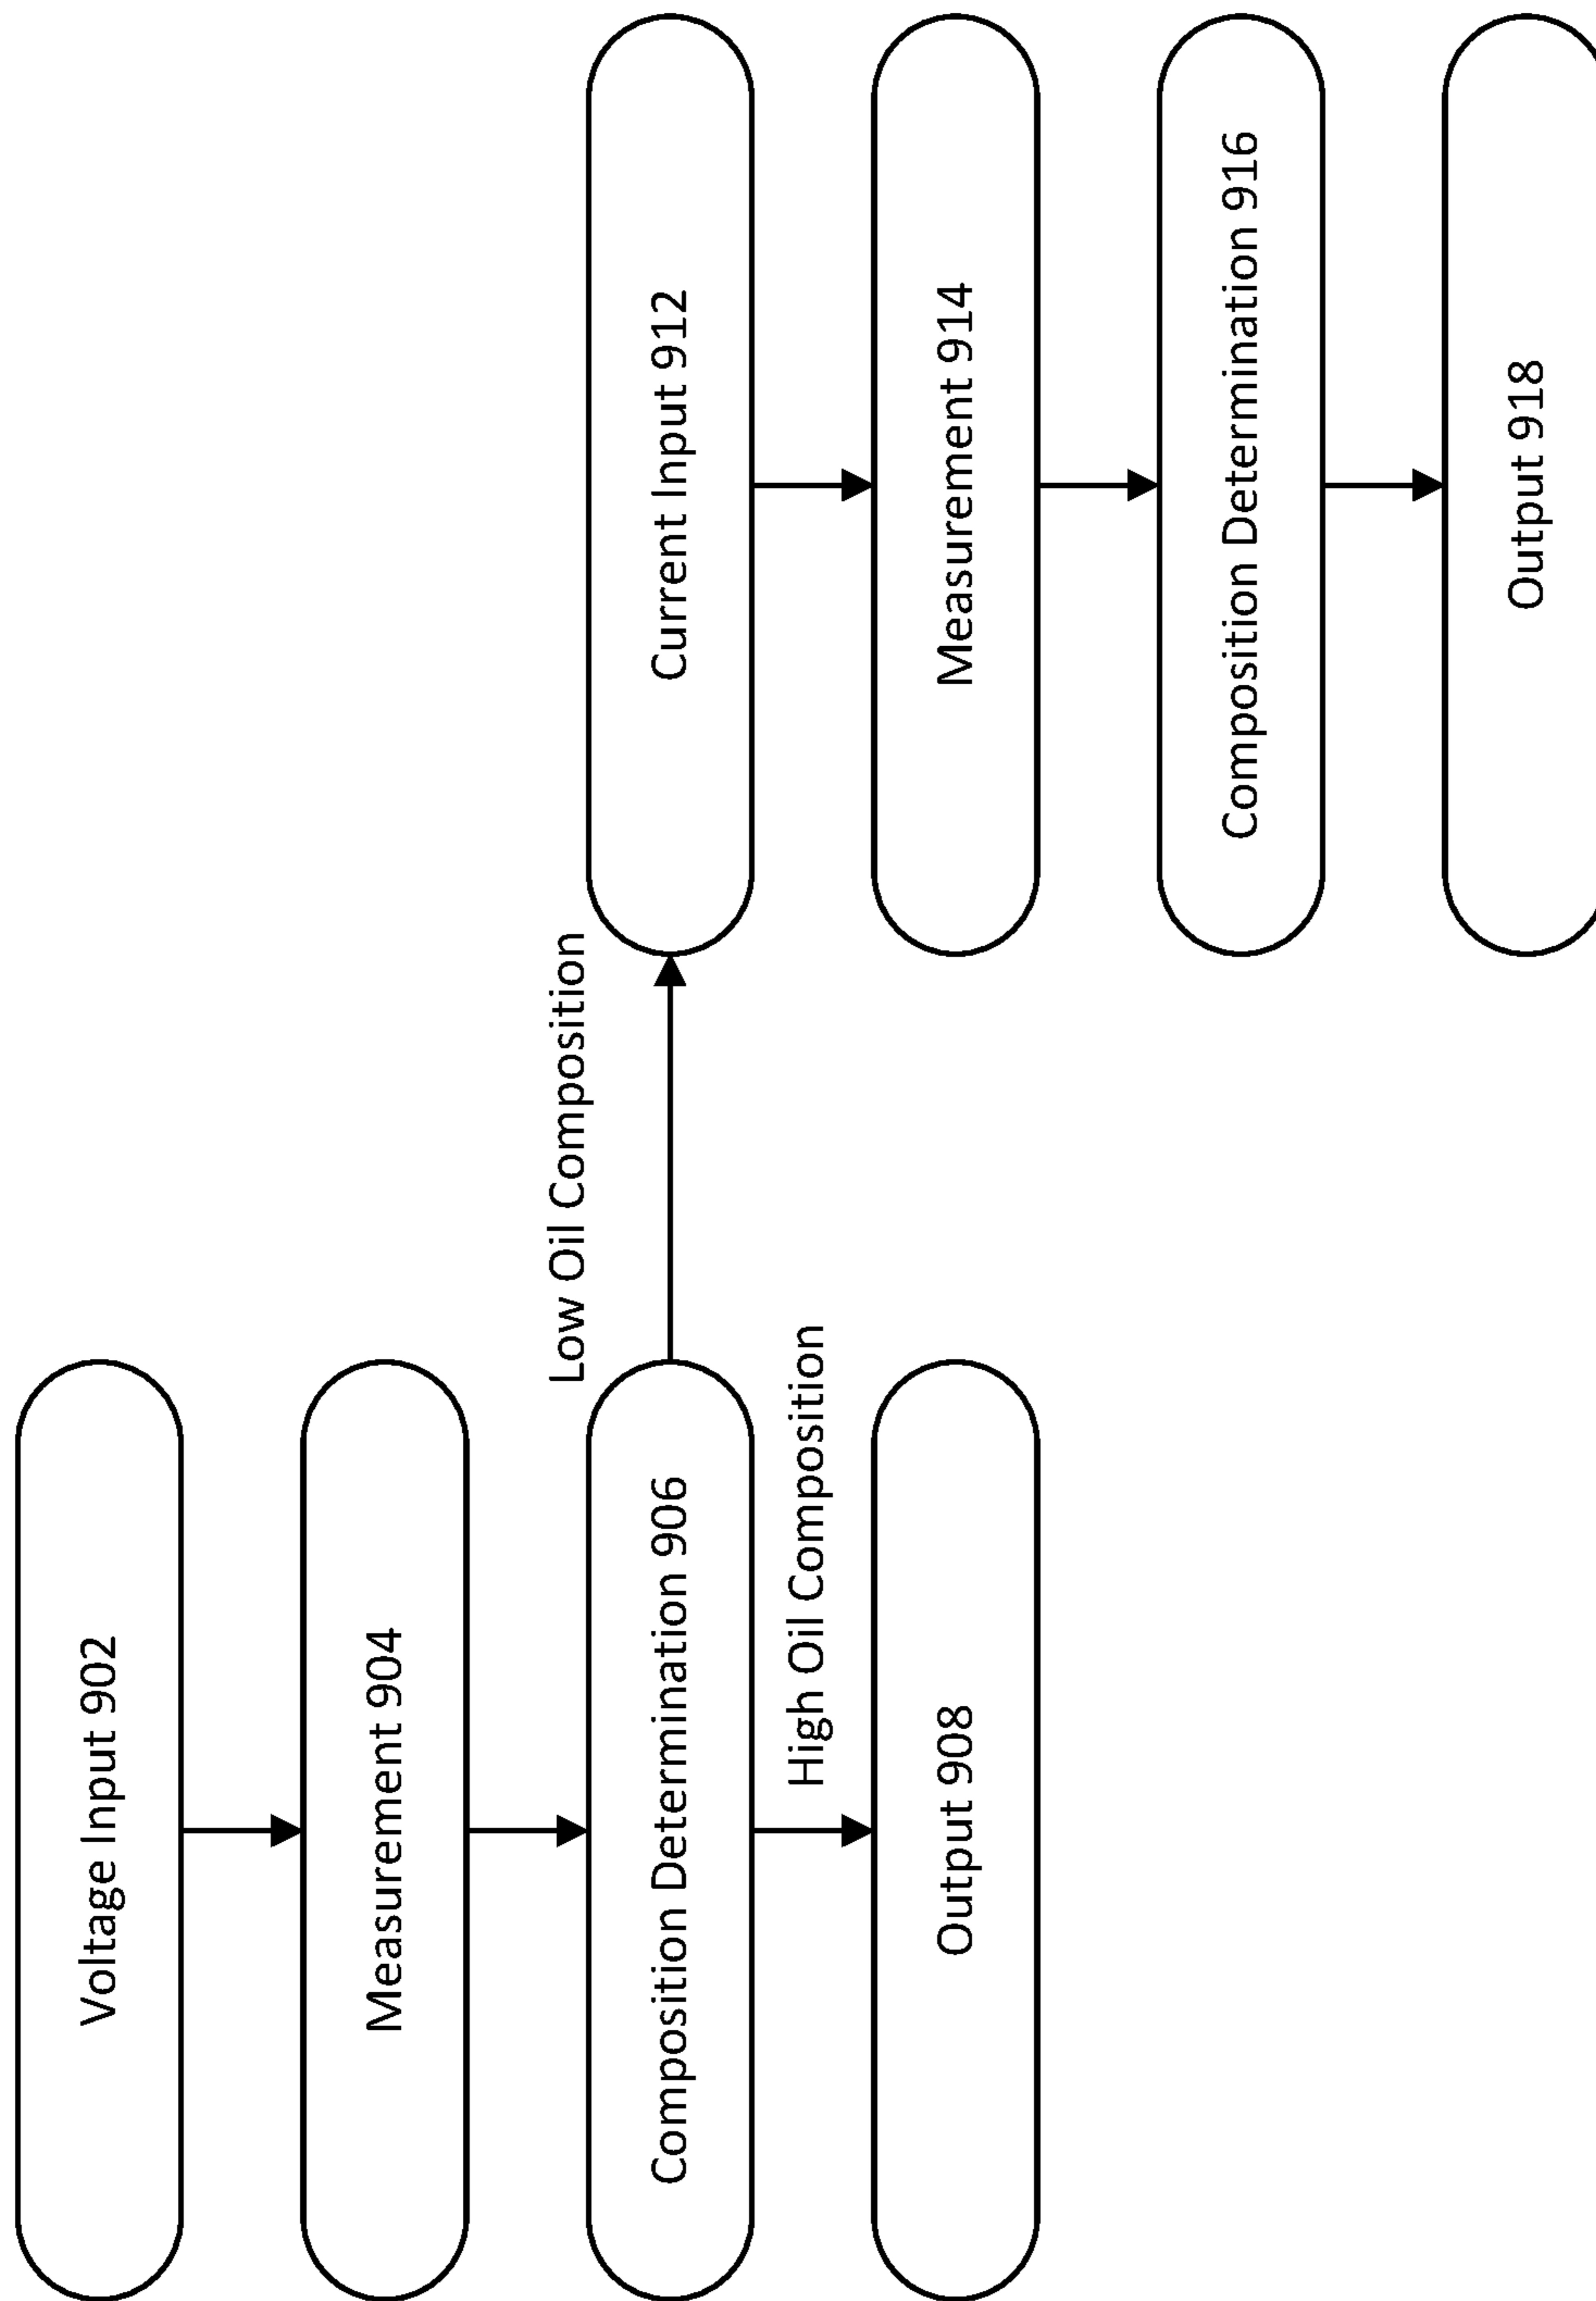 Voltage Input 902
Measurement 904
Composition Determination 906
Low Oil Composition
High Oil Composition
Output 908
Current Input 912
Measurement 914
Composition Determination 916
Output 918